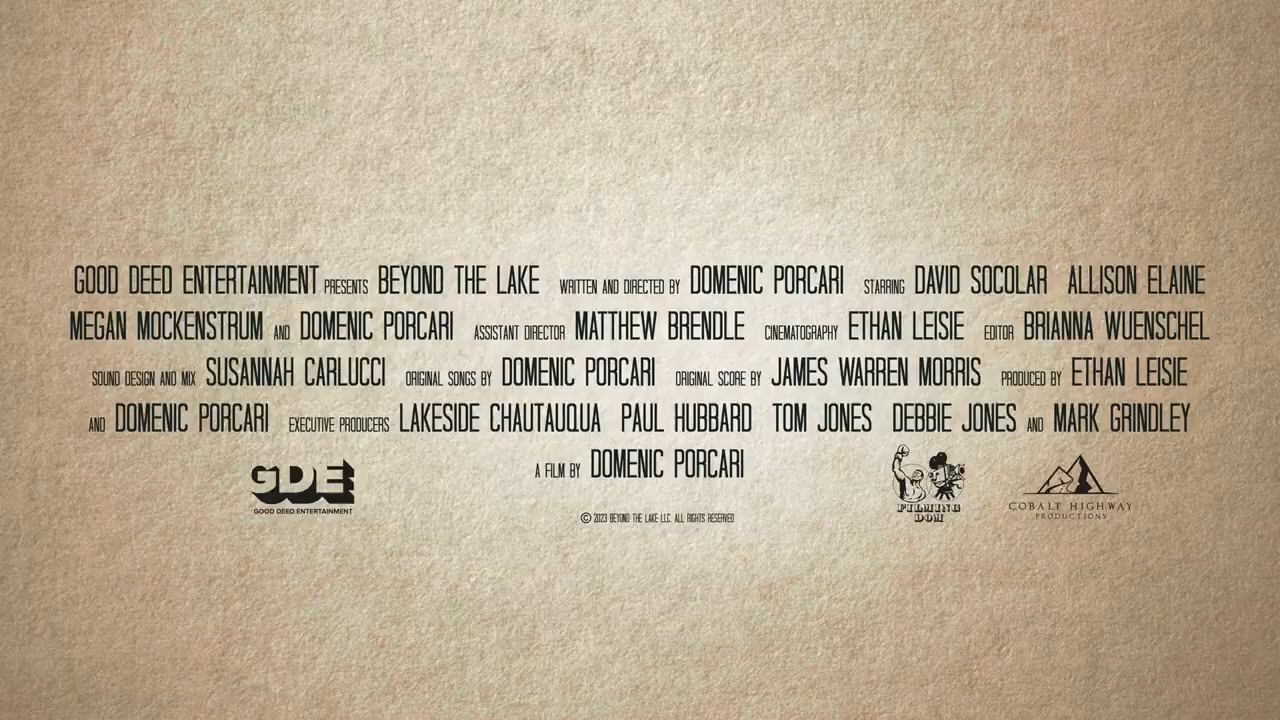 GOOD DEED ENTERTAINMENT PRESENTS BEYOND THE LAKE WRITTEN AND DIRECTED BY DOMENIC PORCARI STARRING DAVID SOCOLAR ALLISON ELAINE
MEGAN MOCKENSTRUM AND DOMENIC PORCARI ASSISTANT DIRECTOR MATTHEW BRENDLE CINEMATOGRAPHY ETHAN LEISIE EDITOR BRIANNA WUENSCHEL
SOUND DESIGN AND MIX SUSANNAH CARLUCCI ORIGINAL SONGS BY DOMENIC PORCARI ORIGINAL SCORE BY JAMES WARREN MORRIS PRODUCED BY ETHAN LEISIE
AND DOMENIC PORCARI EXECUTIVE PRODUCERS LAKESIDE CHAUTAUQUA PAUL HUBBARD TOM JONES DEBBIE JONES AND MARK GRINDLEY
A FILM BY DOMENIC PORCARI
GDE
GOOD DEED ENTERTAINMENT
© 2023 BEYOND THE LAKE LLC. ALL RIGHTS RESERVED
FILMING
DOM
COBALT HIGHWAY
PRODUCTIONS